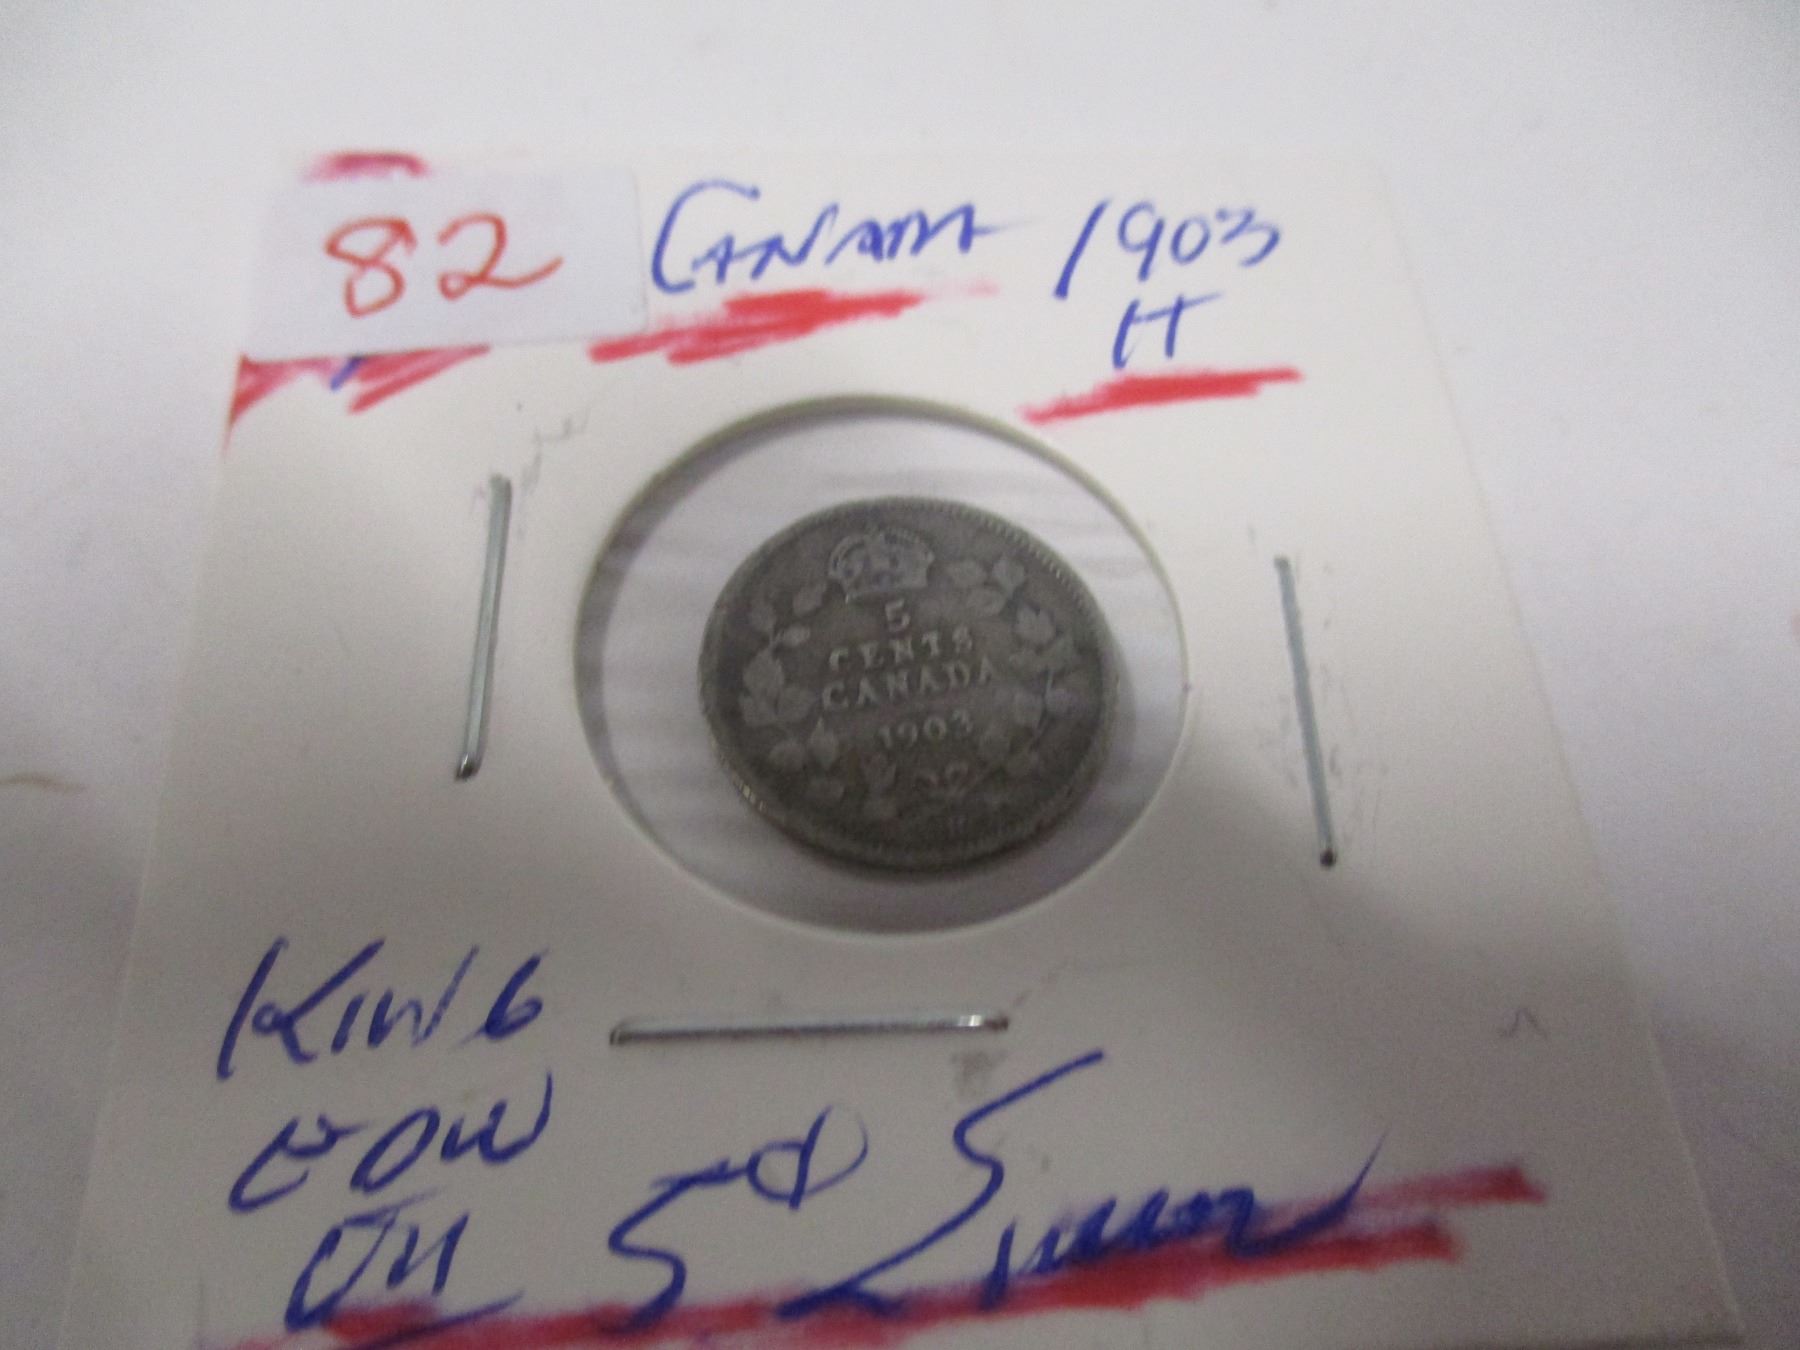 82 CANADA 1903
H
5
CENTS
CANADA
1903
KING
EDW
VII 5¢ Silver